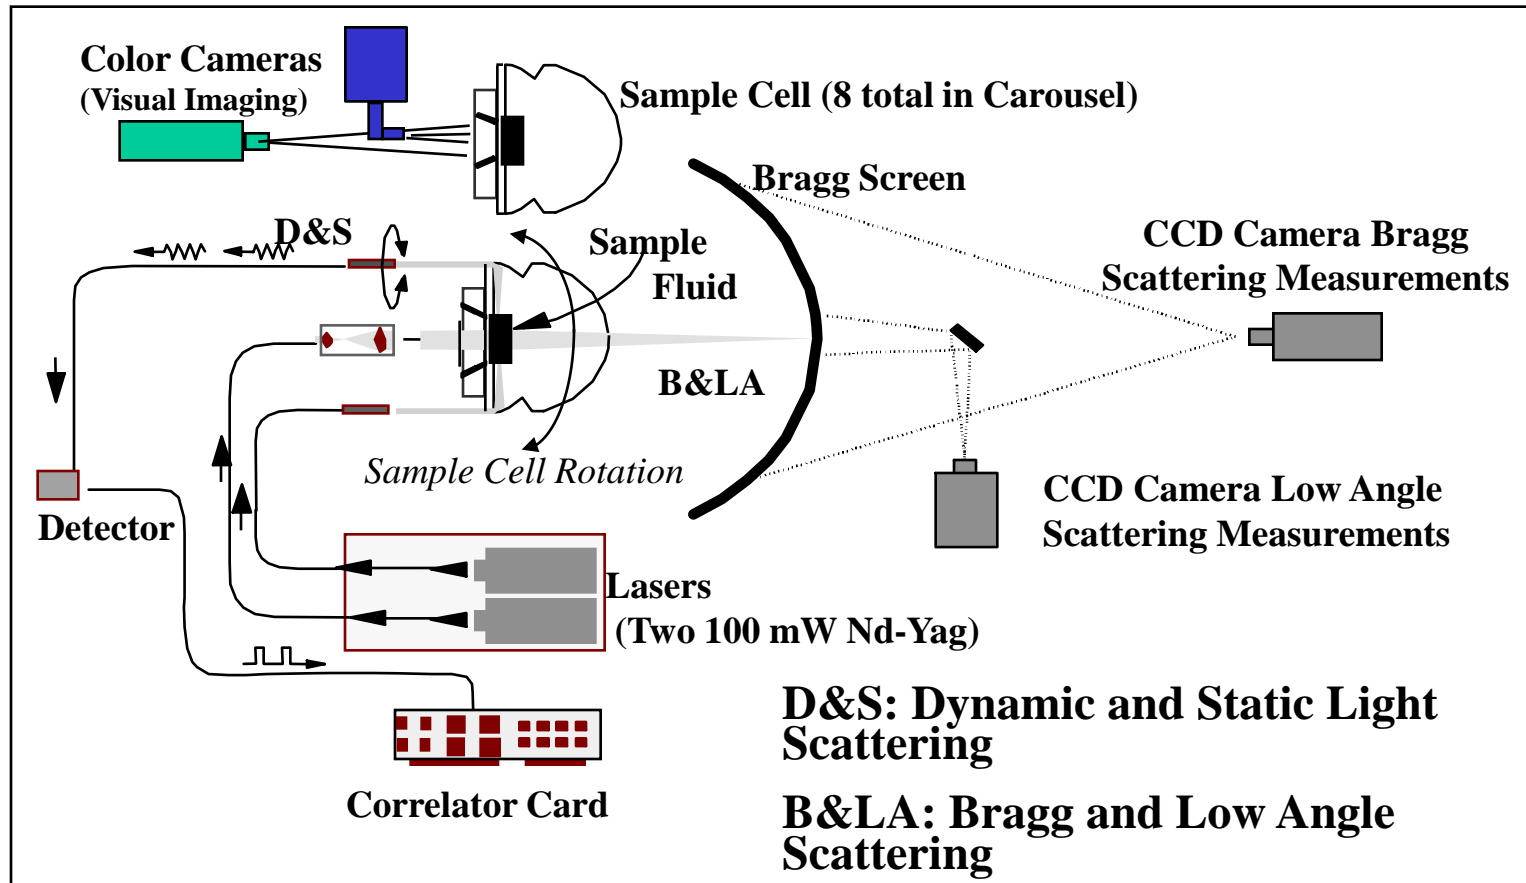 Color Cameras
(Visual Imaging)
Sample Cell (8 total in Carousel)
Bragg Screen
D&S
Sample
Fluid
CCD Camera Bragg
Scattering Measurements
B&LA
Sample Cell Rotation
CCD Camera Low Angle
Scattering Measurements
Detector
Lasers
(Two 100 mW Nd-Yag)
D&S: Dynamic and Static Light
Scattering
Correlator Card
B&LA: Bragg and Low Angle
Scattering